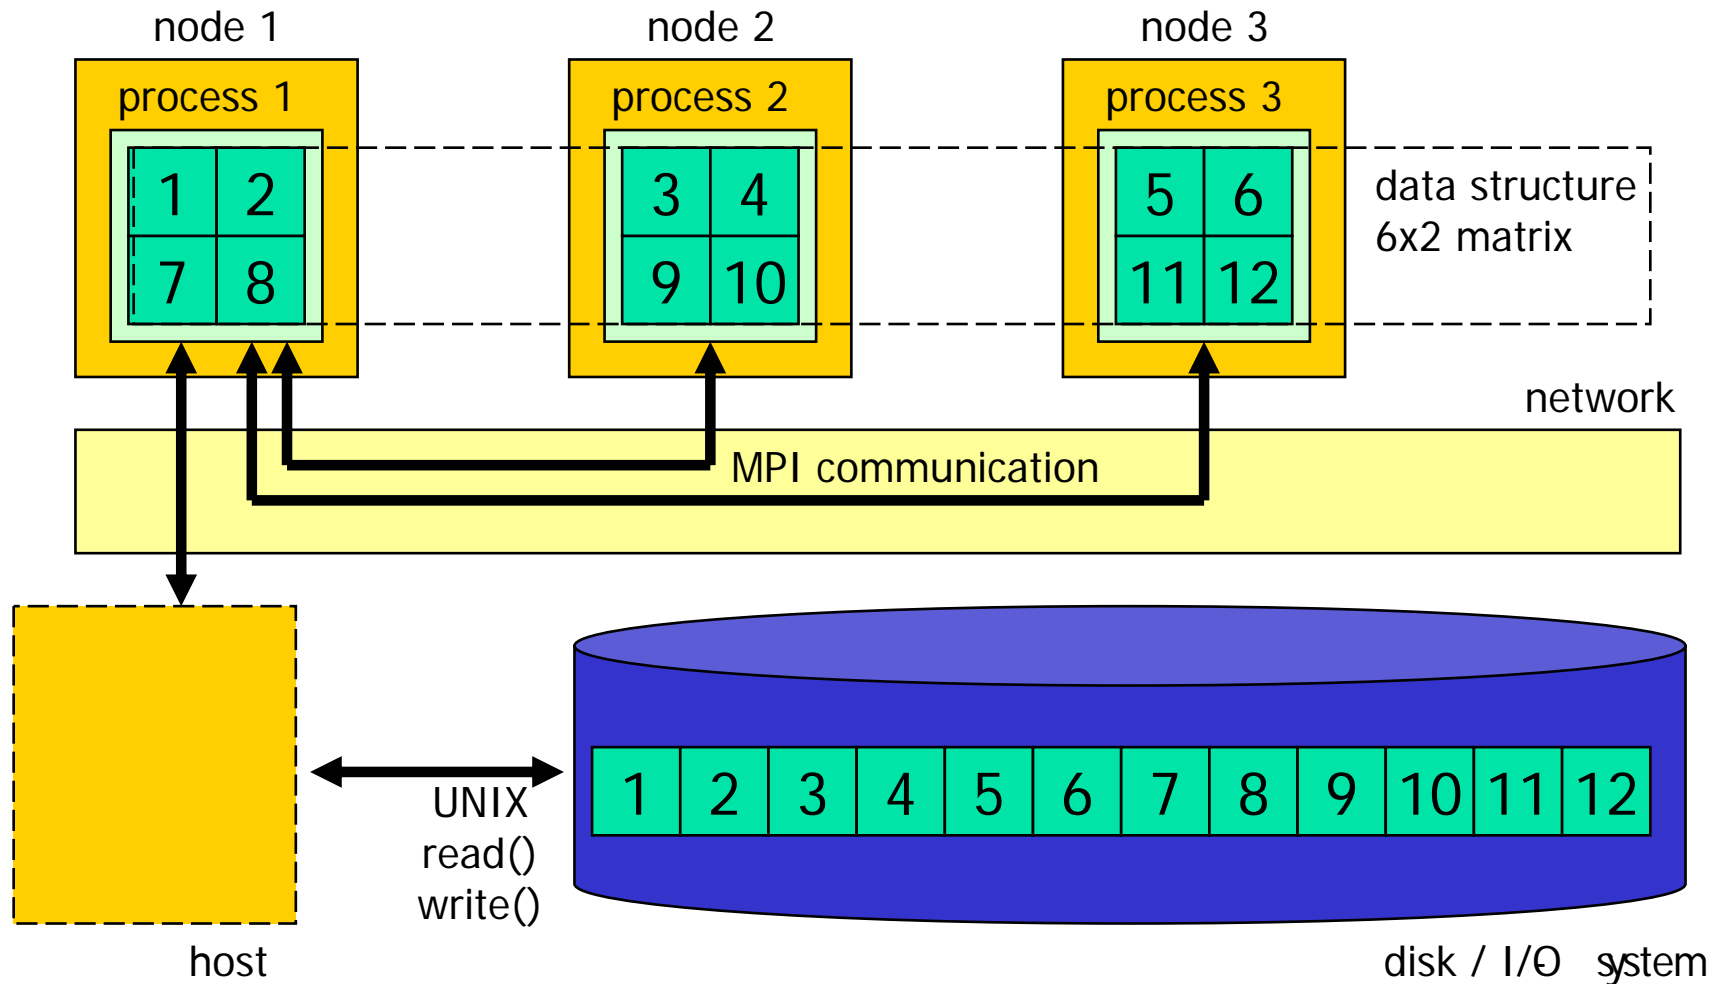 node 1 node 2 node 3
process 1 process 2 process 3
1 2 3 4 5 6
data structure
6x2 matrix
7 8 9 10 11 12
network
MPI communication
1 2 3 4 5 6 7 8 9 10 11 12
UNIX
read()
write()
host
disk / I/O system